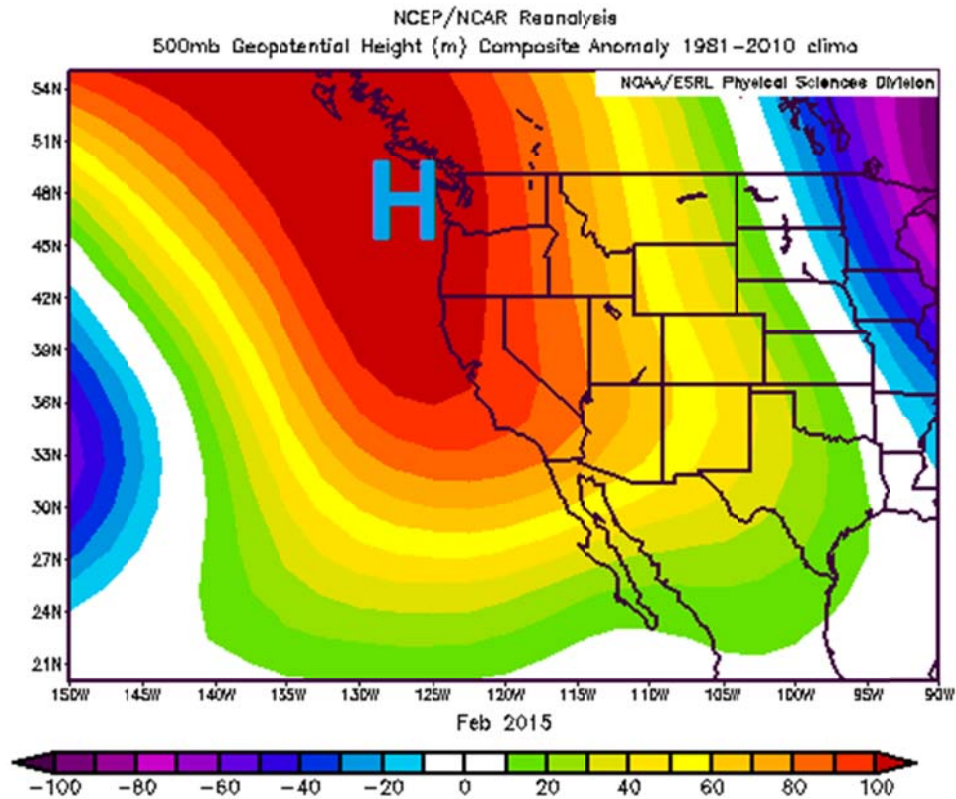 NCEP/NCAR Reanalysis
500mb Geopotential Height (m) Composite Anomaly 1981-2010 clima
NOAA/ESRL Physical Sciences Division
54N
51N
48N
45N
42N
39N
36N
33N
30N
27N
24N
21N
H
150W 145W 140W 135W 130W 125W 120W 115W 110W 105W 100W 95W 90W
Feb 2015
-100 -80 -60 -40 -20 0 20 40 60 80 100